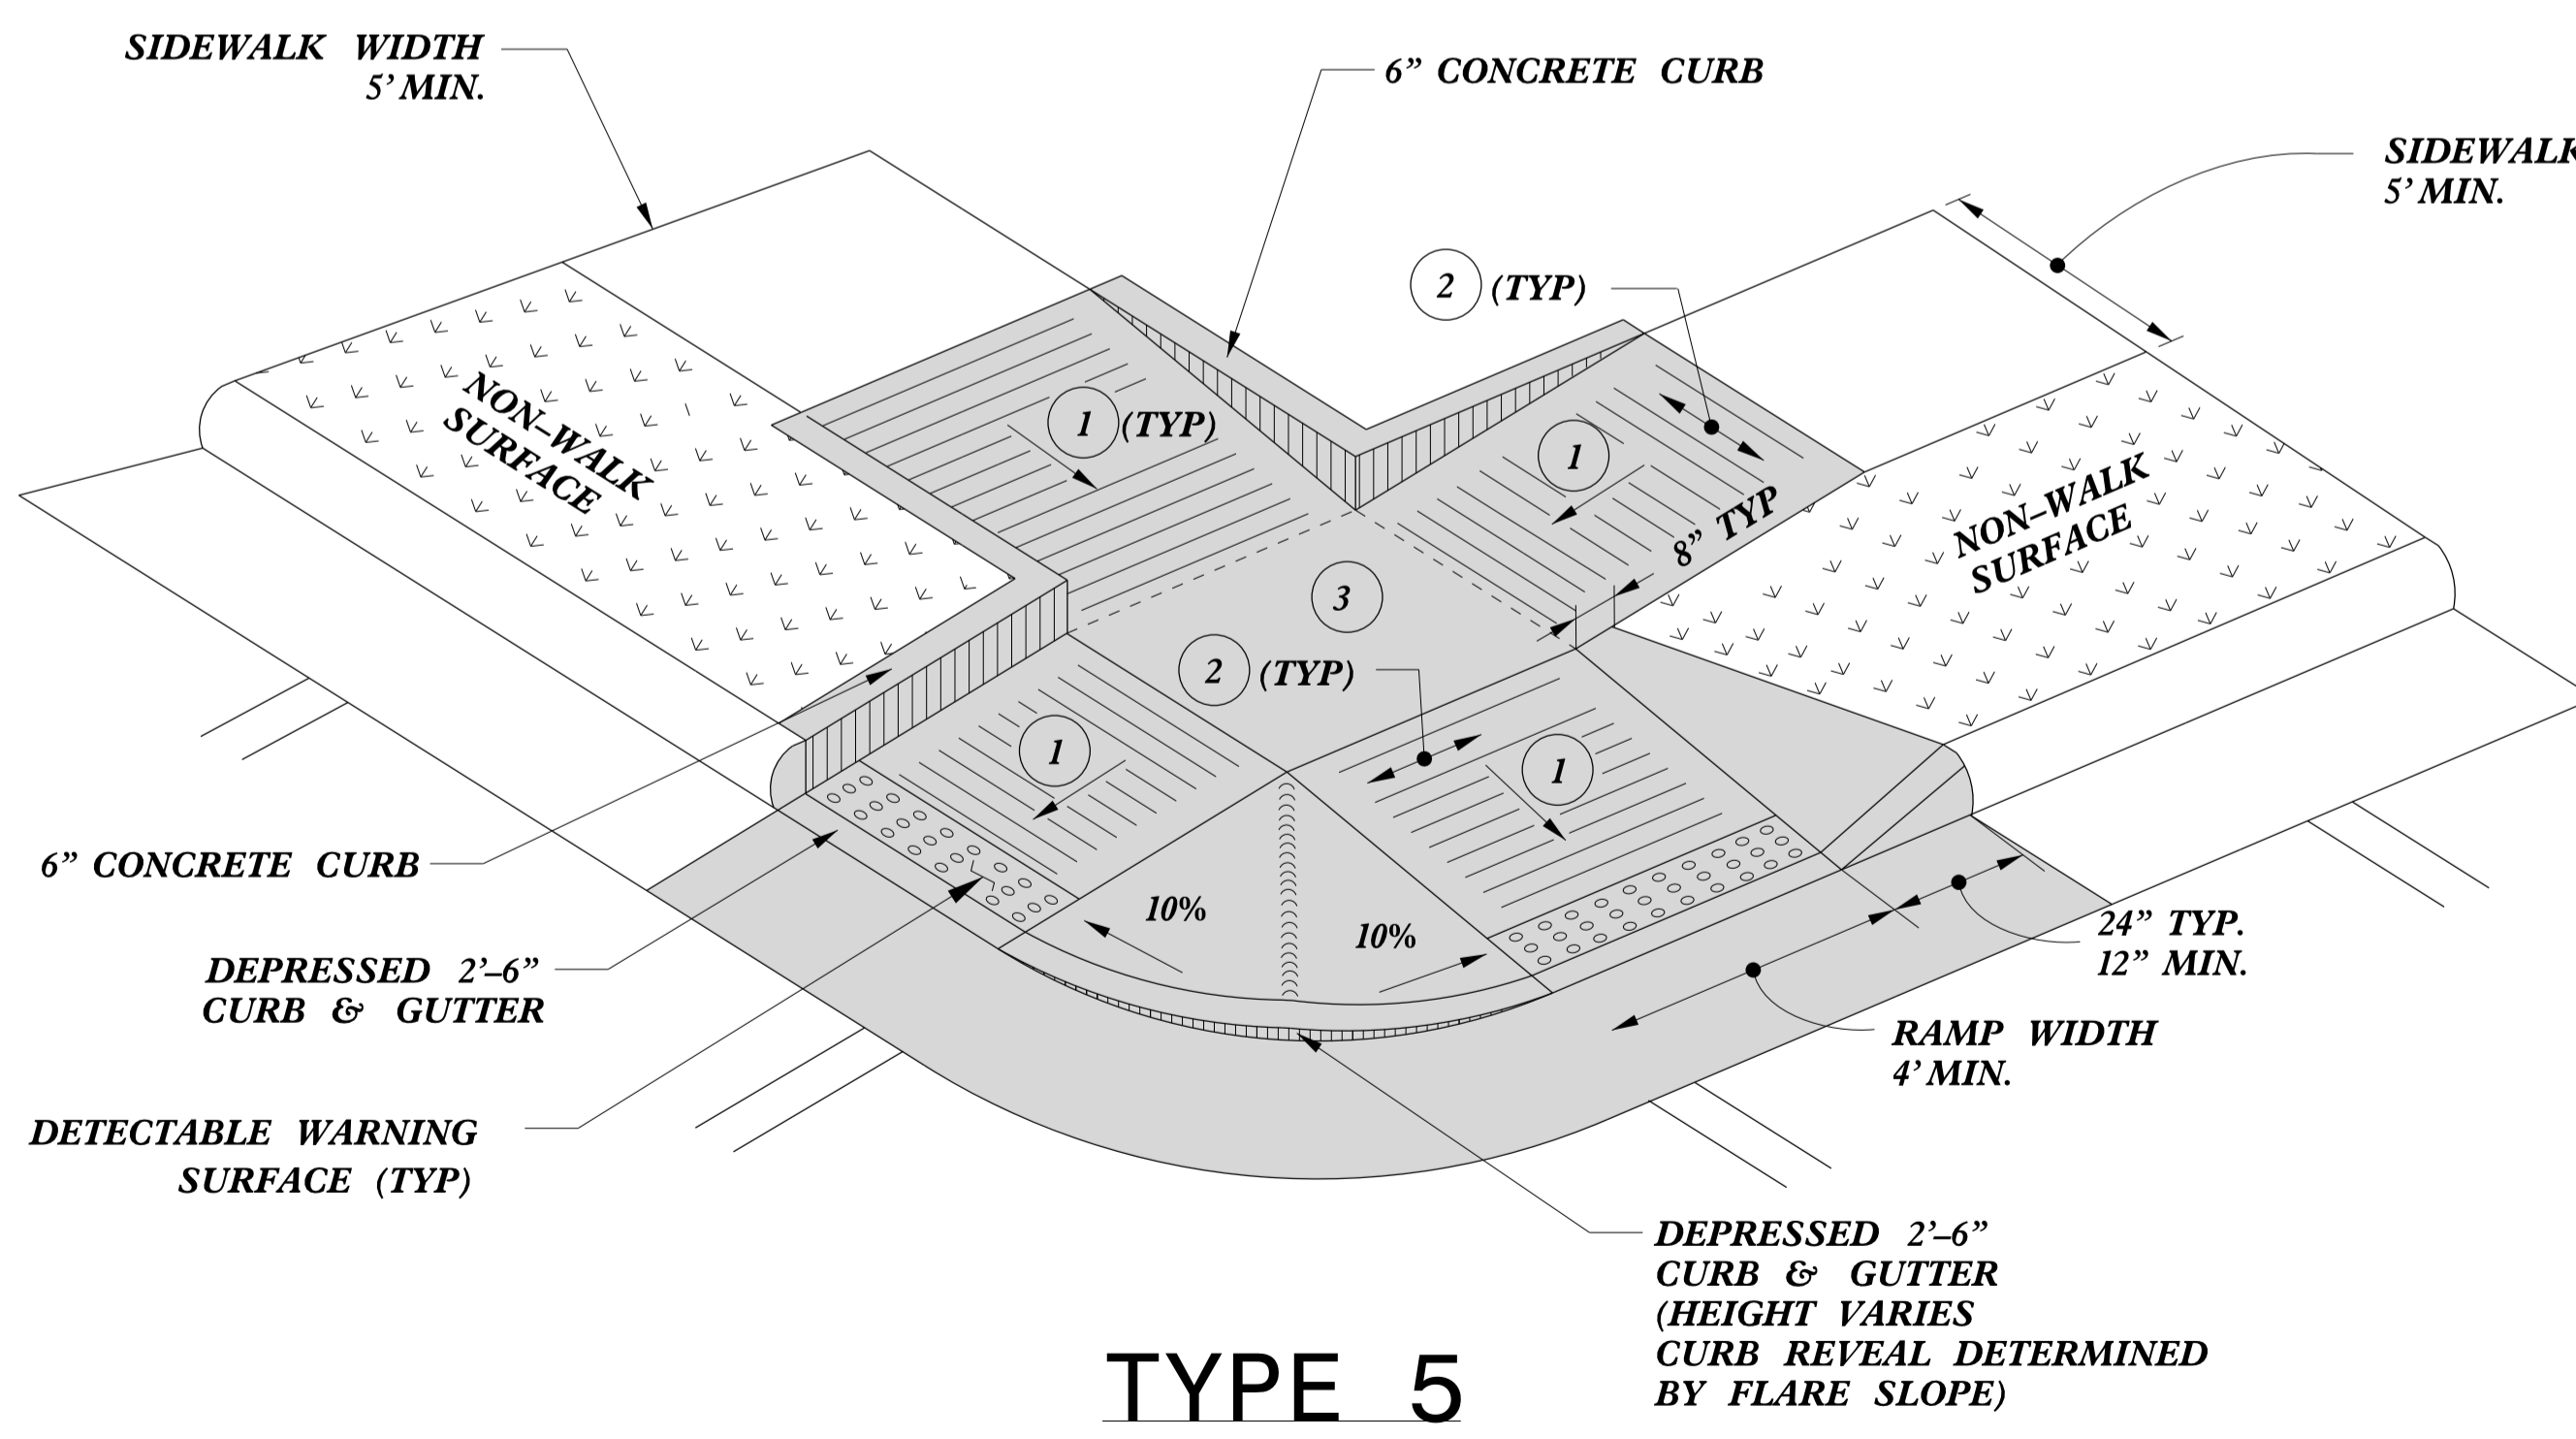 SIDEWALK WIDTH
5’ MIN.
6” CONCRETE CURB
SIDEWALK
5’ MIN.
2 (TYP)
NON–WALK
SURFACE
1 (TYP)
1
8” TYP
NON–WALK
SURFACE
3
2 (TYP)
1
1
6” CONCRETE CURB
10%
10%
24” TYP.
12” MIN.
DEPRESSED 2’–6”
CURB & GUTTER
RAMP WIDTH
4’ MIN.
DETECTABLE WARNING
SURFACE (TYP)
DEPRESSED 2’–6”
CURB & GUTTER
(HEIGHT VARIES
CURB REVEAL DETERMINED
BY FLARE SLOPE)
TYPE 5